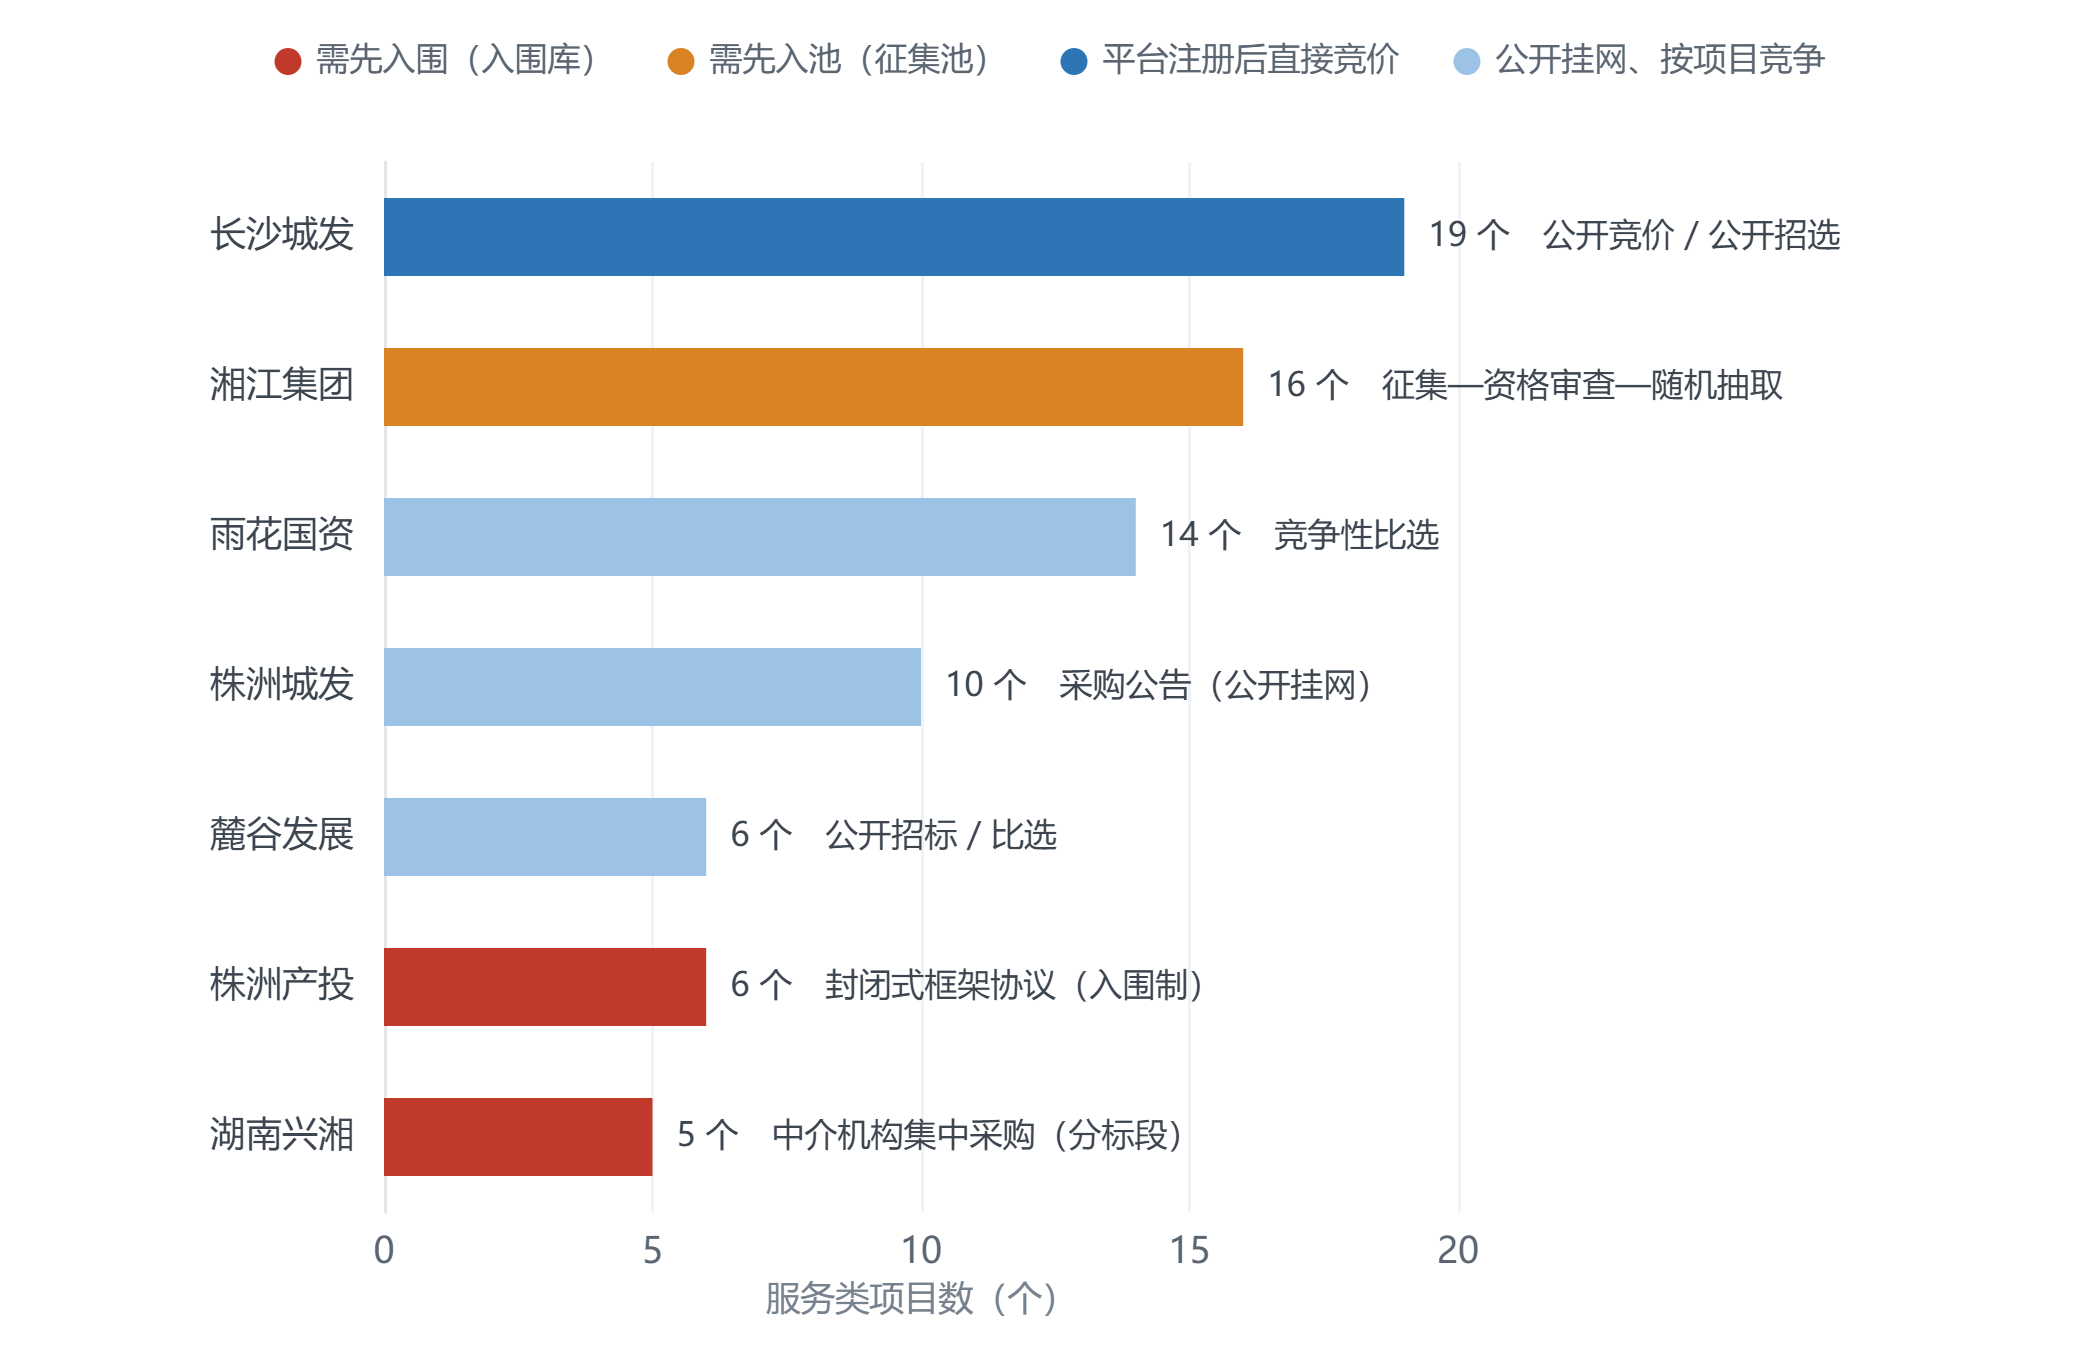 需先入围（入围库） 需先入池（征集池） 平台注册后直接竞价 公开挂网、按项目竞争
长沙城发 19 个 公开竞价 / 公开招选
湘江集团 16 个 征集—资格审查—随机抽取
雨花国资 14 个 竞争性比选
株洲城发 10 个 采购公告（公开挂网）
麓谷发展 6 个 公开招标 / 比选
株洲产投 6 个 封闭式框架协议（入围制）
湖南兴湘 5 个 中介机构集中采购（分标段）
0 5 10 15 20
服务类项目数（个）